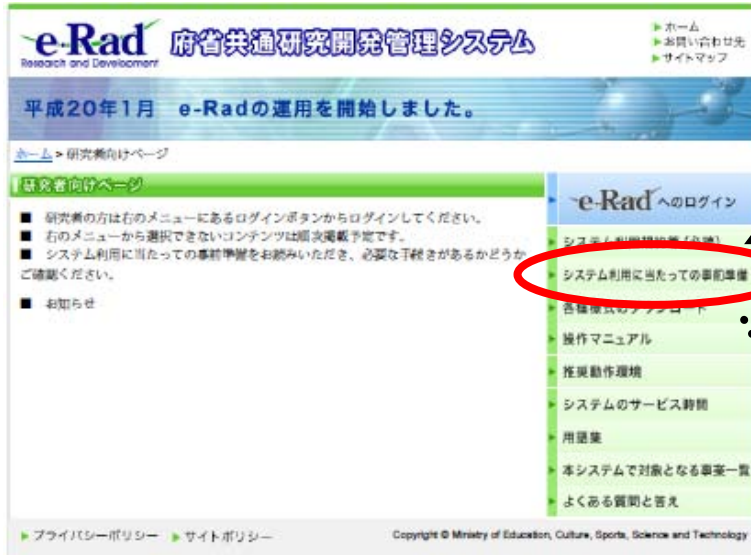 e-Rad 府省共通研究開発管理システム
Research and Development
ホーム
お問い合わせ先
サイトマップ
平成20年1月 e-Radの運用を開始しました。
ホーム > 研究者向けページ
研究者向けページ
■ 研究者の方は右のメニューにあるログインボタンからログインしてください。
■ 右のメニューから選択できないコンテンツは順次掲載予定です。
■ システム利用に当たっての事前準備をお読みいただき、必要な手続きがあるかどうか
ご確認ください。
■ お知らせ
e-Rad へのログイン
システム利用に当たっての事前準備
各種様式のダウンロード
操作マニュアル
推奨動作環境
システムのサービス時間
用語集
本システムで対象となる事業一覧
よくある質問と答え
プライバシーポリシー サイトポリシー
Copyright © Ministry of Education, Culture, Sports, Science and Technology